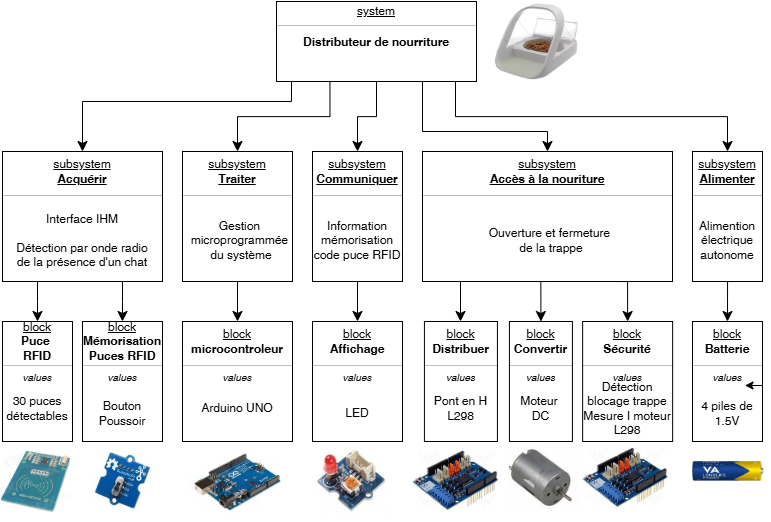 system
Distributeur de nourriture
subsystem
Acquérir
Interface IHM
Détection par onde radio
de la présence d'un chat
subsystem
Traiter
Gestion
microprogrammée
du système
subsystem
Communiquer
Information
mémorisation
code puce RFID
subsystem
Accès à la nouriture
Ouverture et fermeture
de la trappe
subsystem
Alimenter
Alimention
électrique
autonome
block
Puce
RFID
values
30 puces
détectables
block
Mémorisation
Puces RFID
values
Bouton
Poussoir
block
microcontroleur
values
Arduino UNO
block
Affichage
values
LED
block
Distribuer
values
Pont en H
L298
block
Convertir
values
Moteur
DC
block
Sécurité
values
Détection
blocage trappe
Mesure I moteur
L298
block
Batterie
values
4 piles de
1.5V
VA